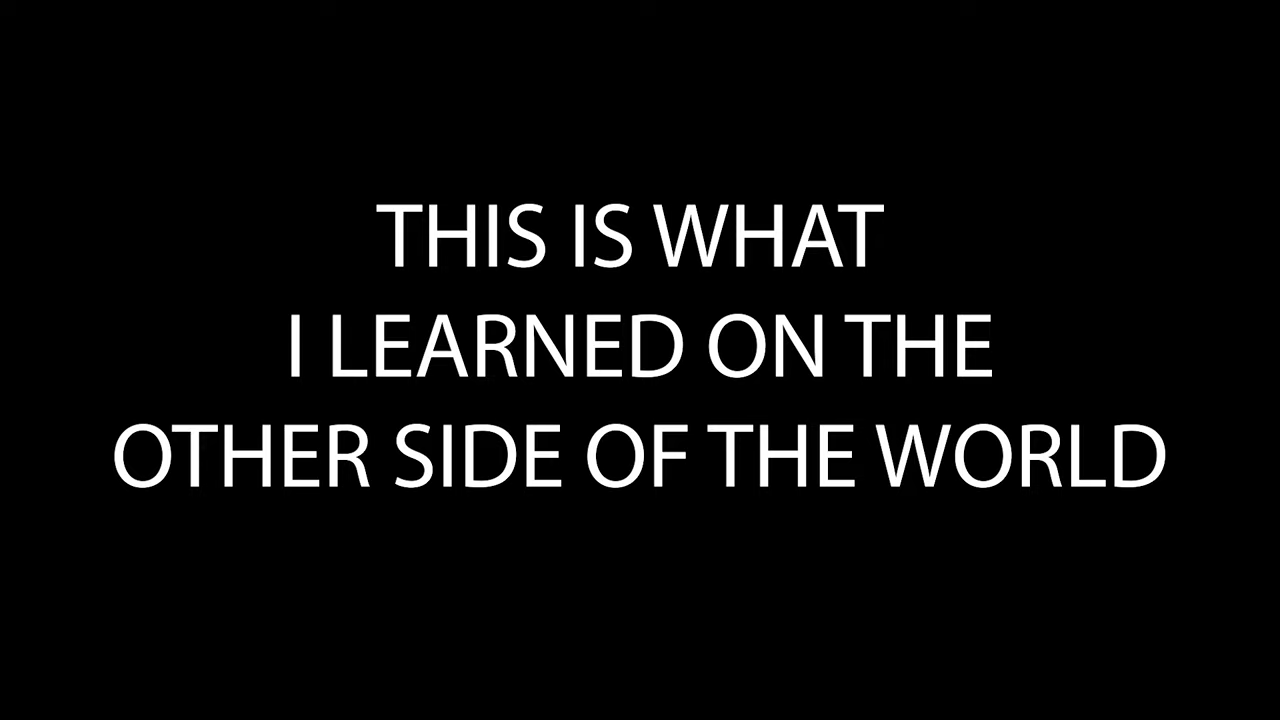 THIS IS WHAT
I LEARNED ON THE
OTHER SIDE OF THE WORLD